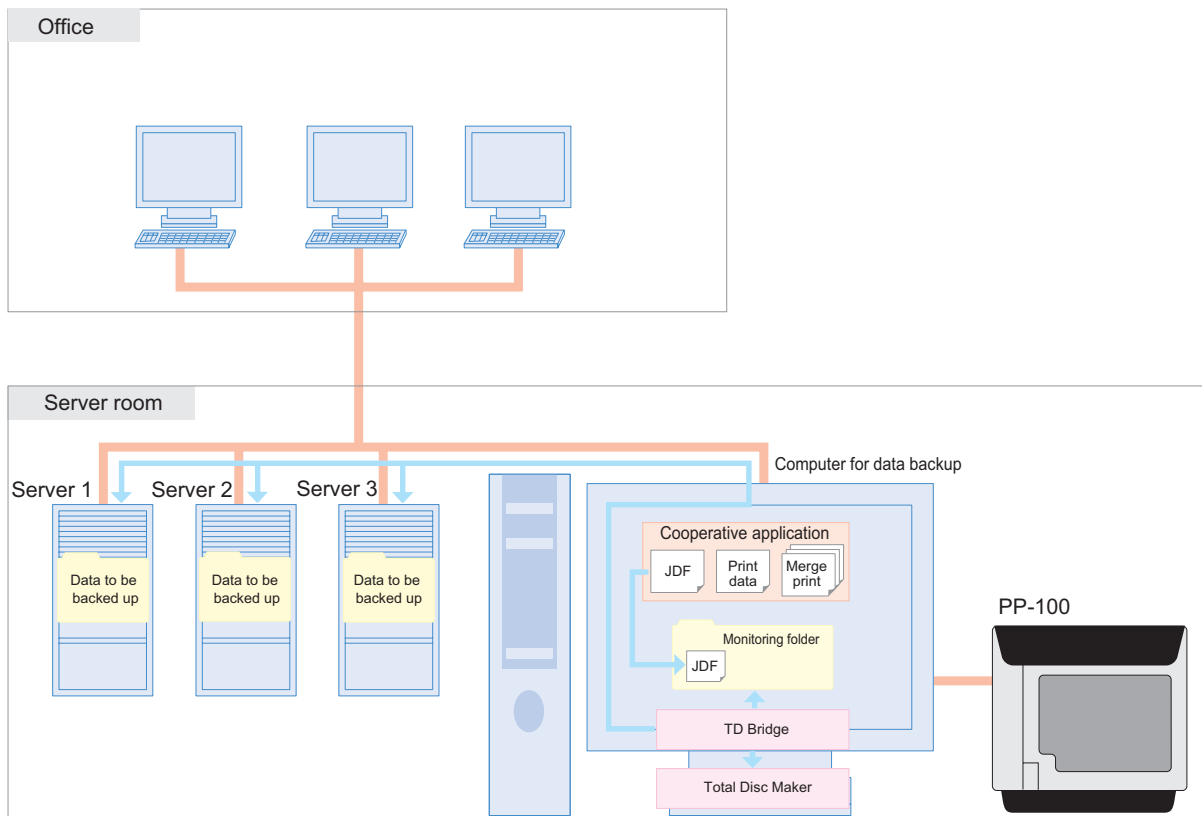 Office
Server room
Computer for data backup
Server 1
Server 2
Server 3
Data to be
backed up
Data to be
backed up
Data to be
backed up
Cooperative application
JDF
Print
data
Merge
print
Monitoring folder
JDF
TD Bridge
Total Disc Maker
PP-100